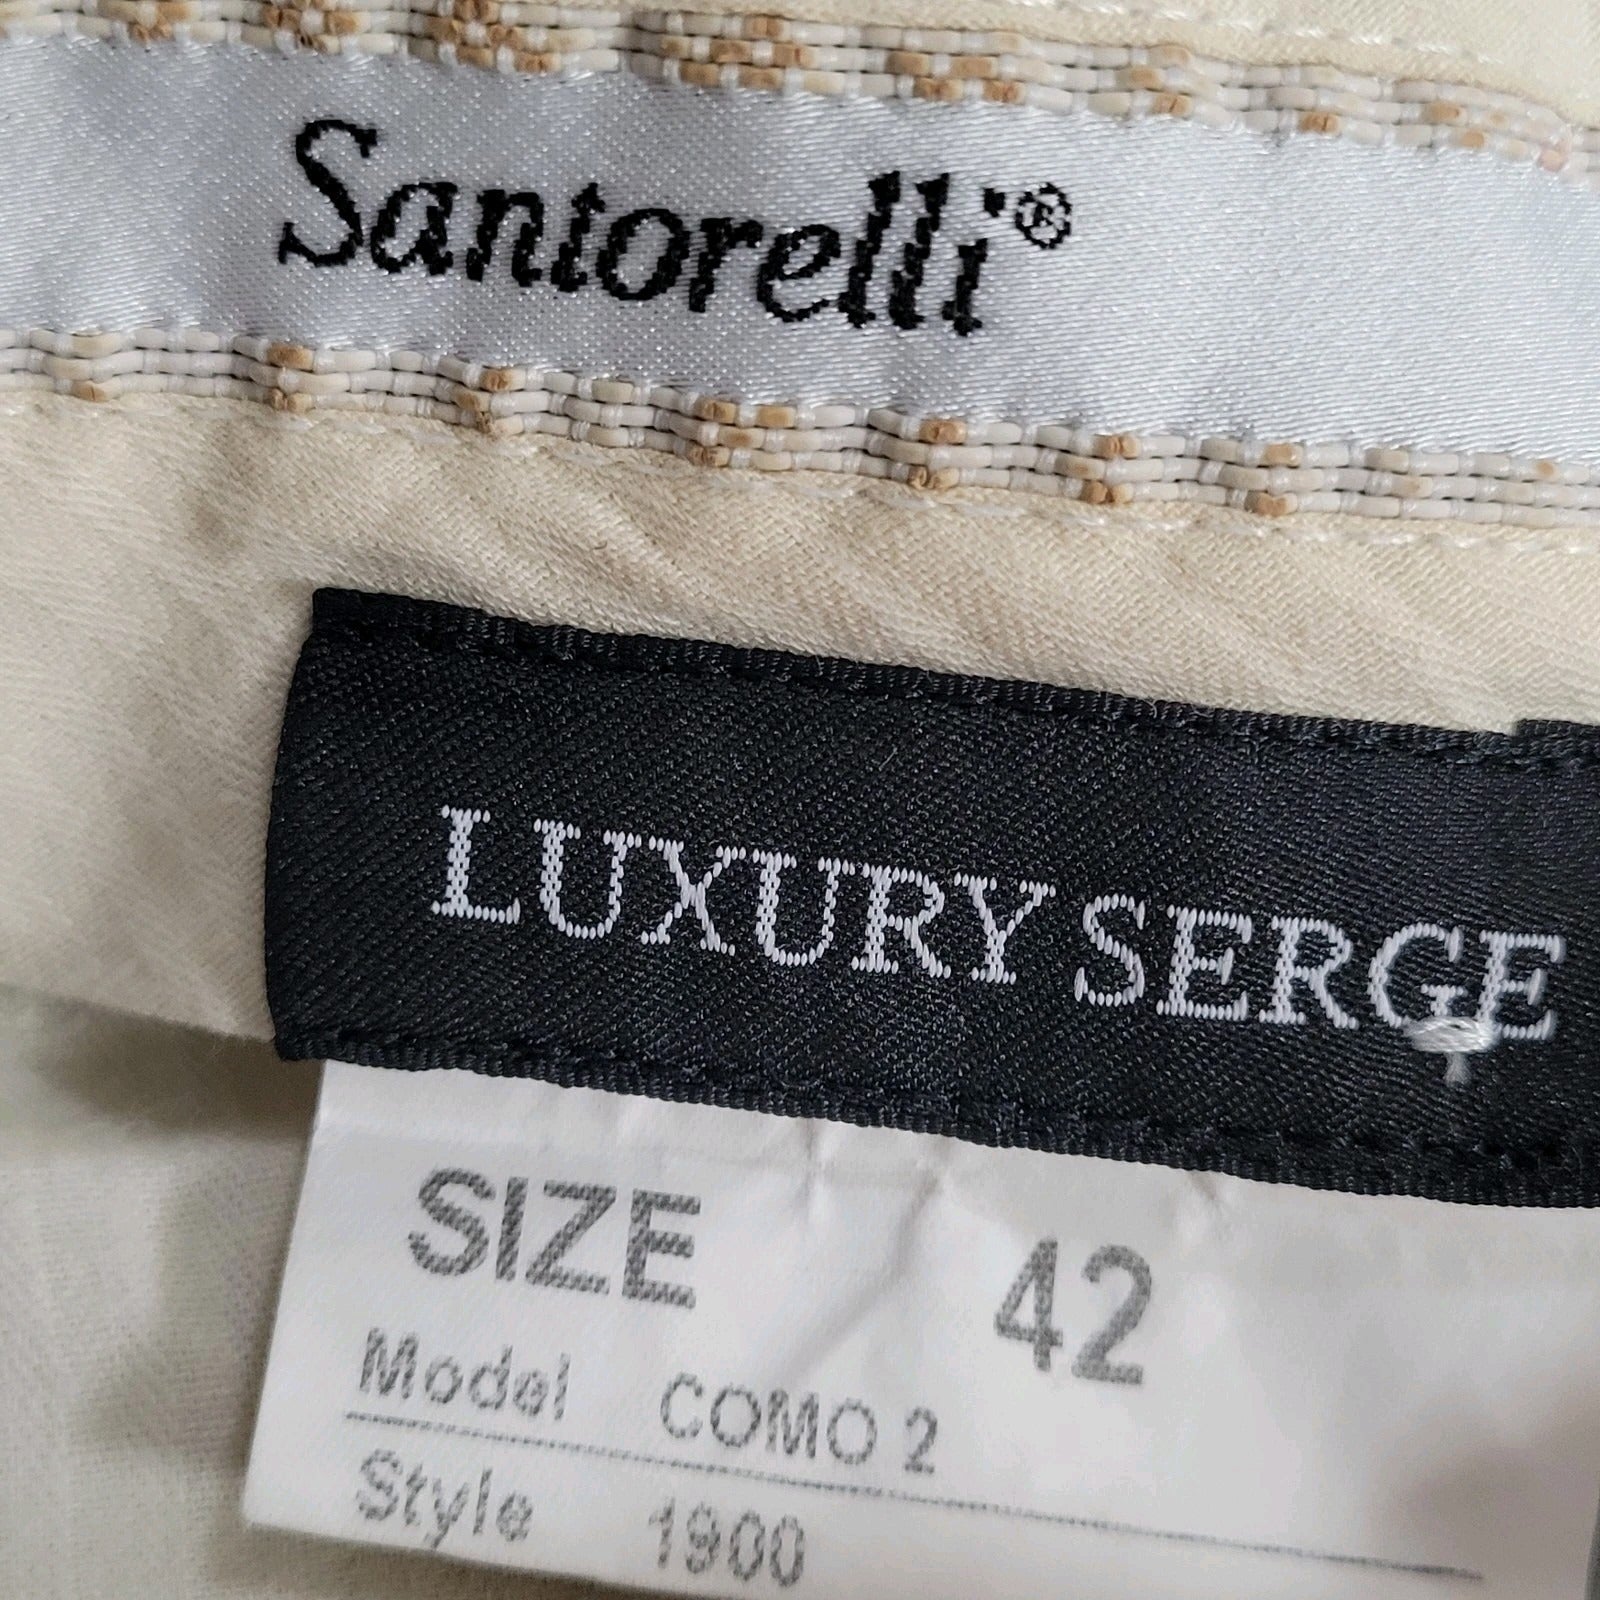 Santorelli®
LUXURY SERGE
SIZE 42
Model COMO 2
Style 1900